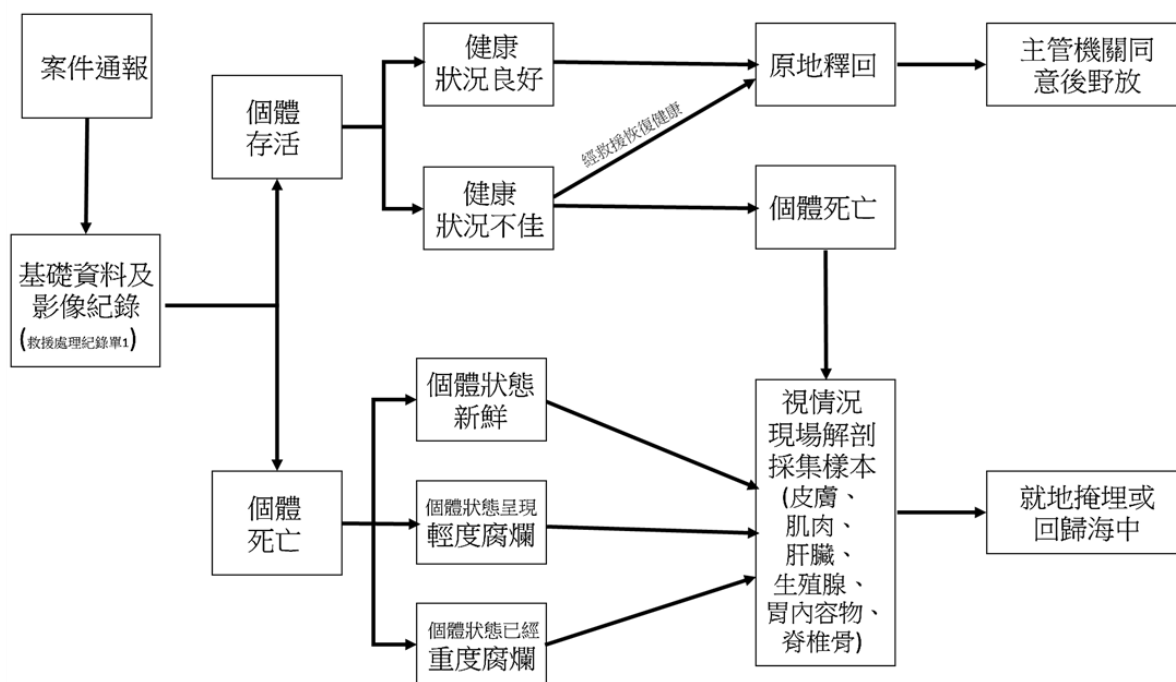 案件通報
基礎資料及
影像紀錄
(救援處理紀錄單1)
個體
存活
健康
狀況良好
原地釋回
主管機關同
意後野放
經救援恢復健康
健康
狀況不佳
個體死亡
個體
死亡
個體狀態
新鮮
個體狀態呈現
輕度腐爛
個體狀態已經
重度腐爛
視情況
現場解剖
採集樣本
(皮膚、
肌肉、
肝臟、
生殖腺、
胃內容物、
脊椎骨)
就地掩埋或
回歸海中